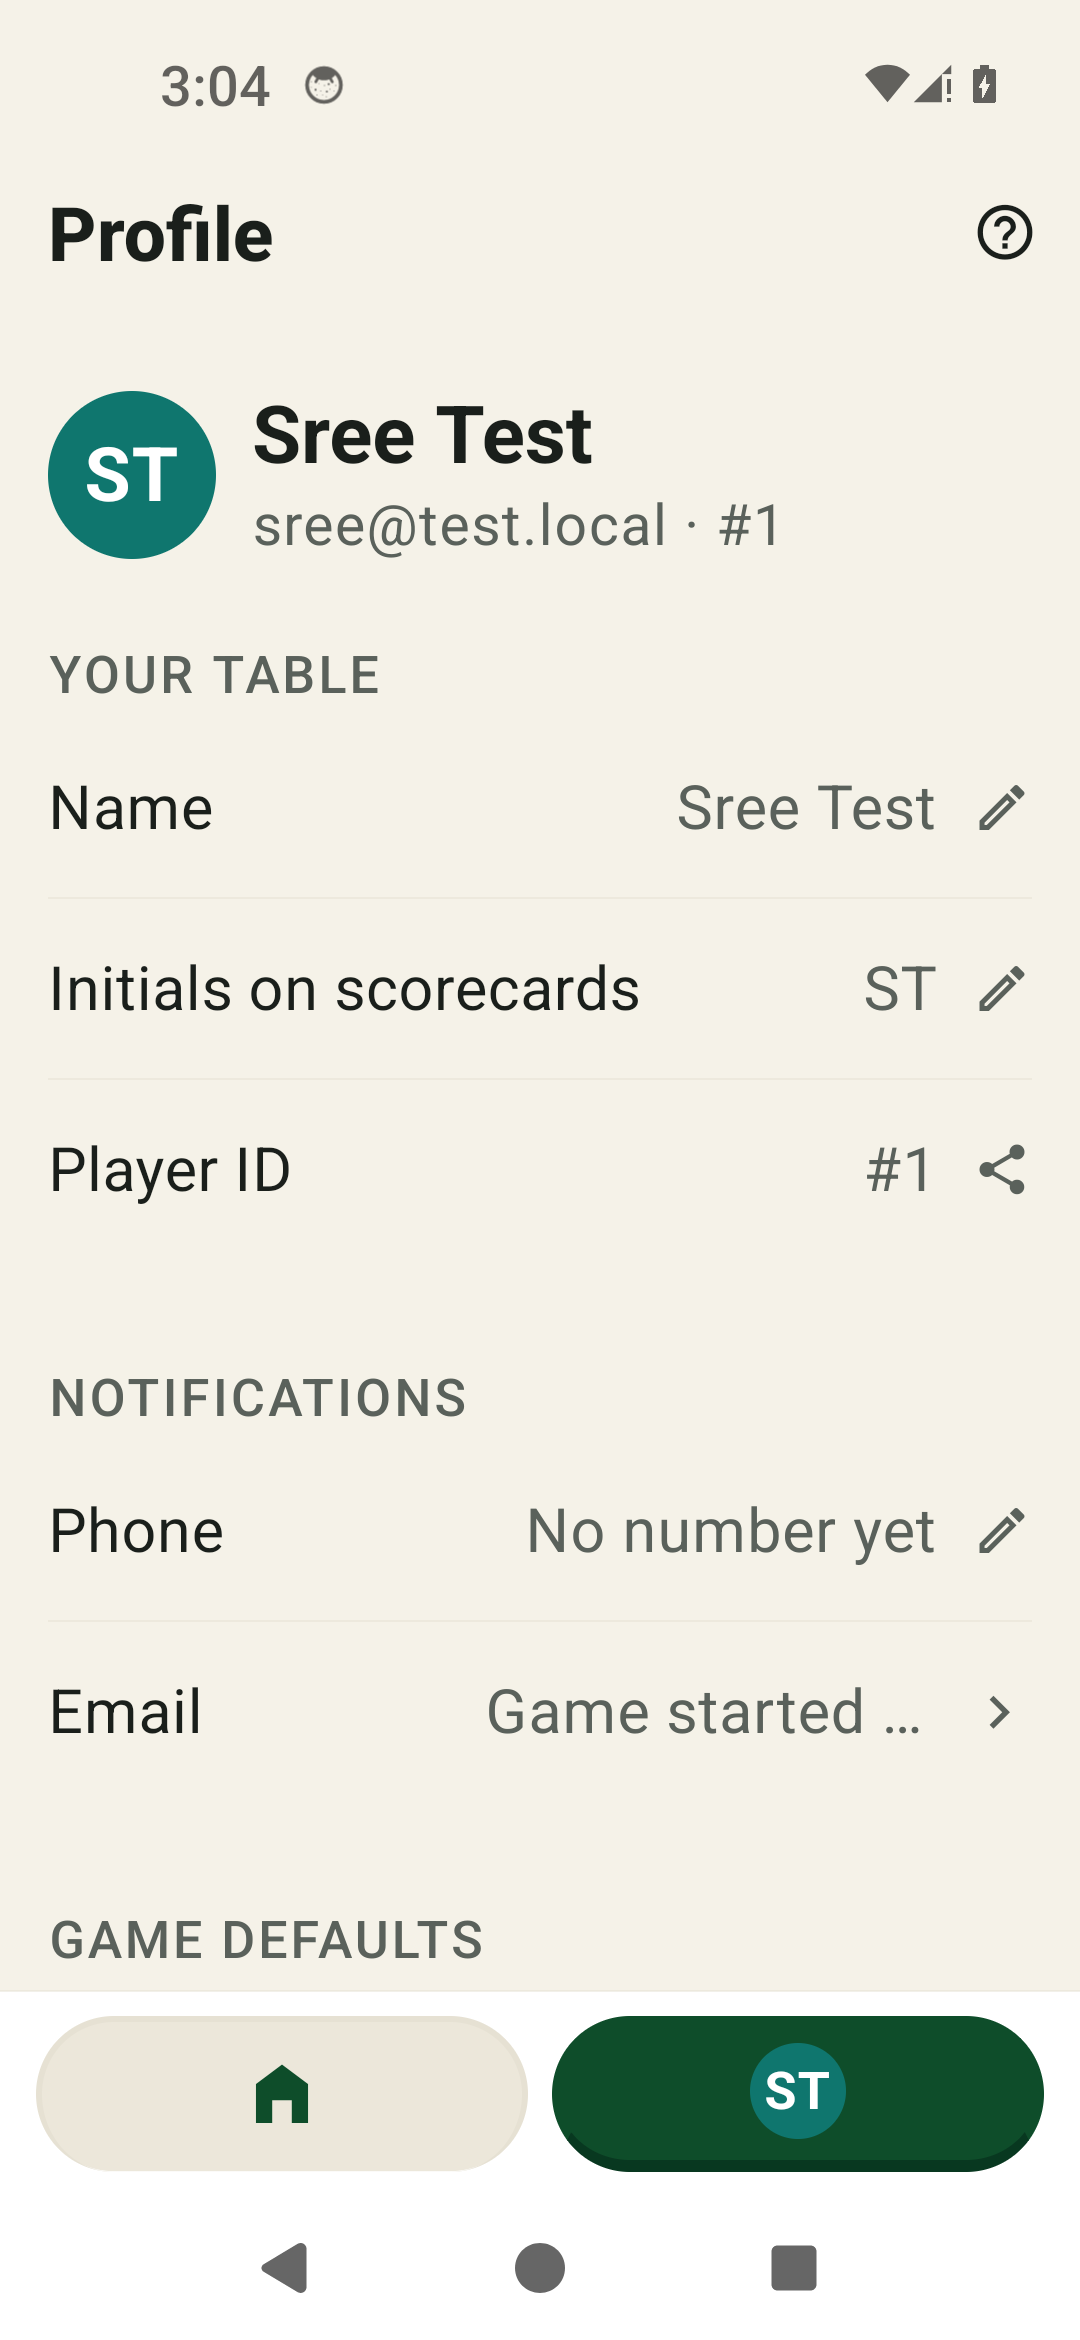 3:04
Profile
ST
Sree Test
sree@test.local · #1
YOUR TABLE
Name Sree Test
Initials on scorecards ST
Player ID #1
NOTIFICATIONS
Phone No number yet
Email Game started ...
GAME DEFAULTS
ST